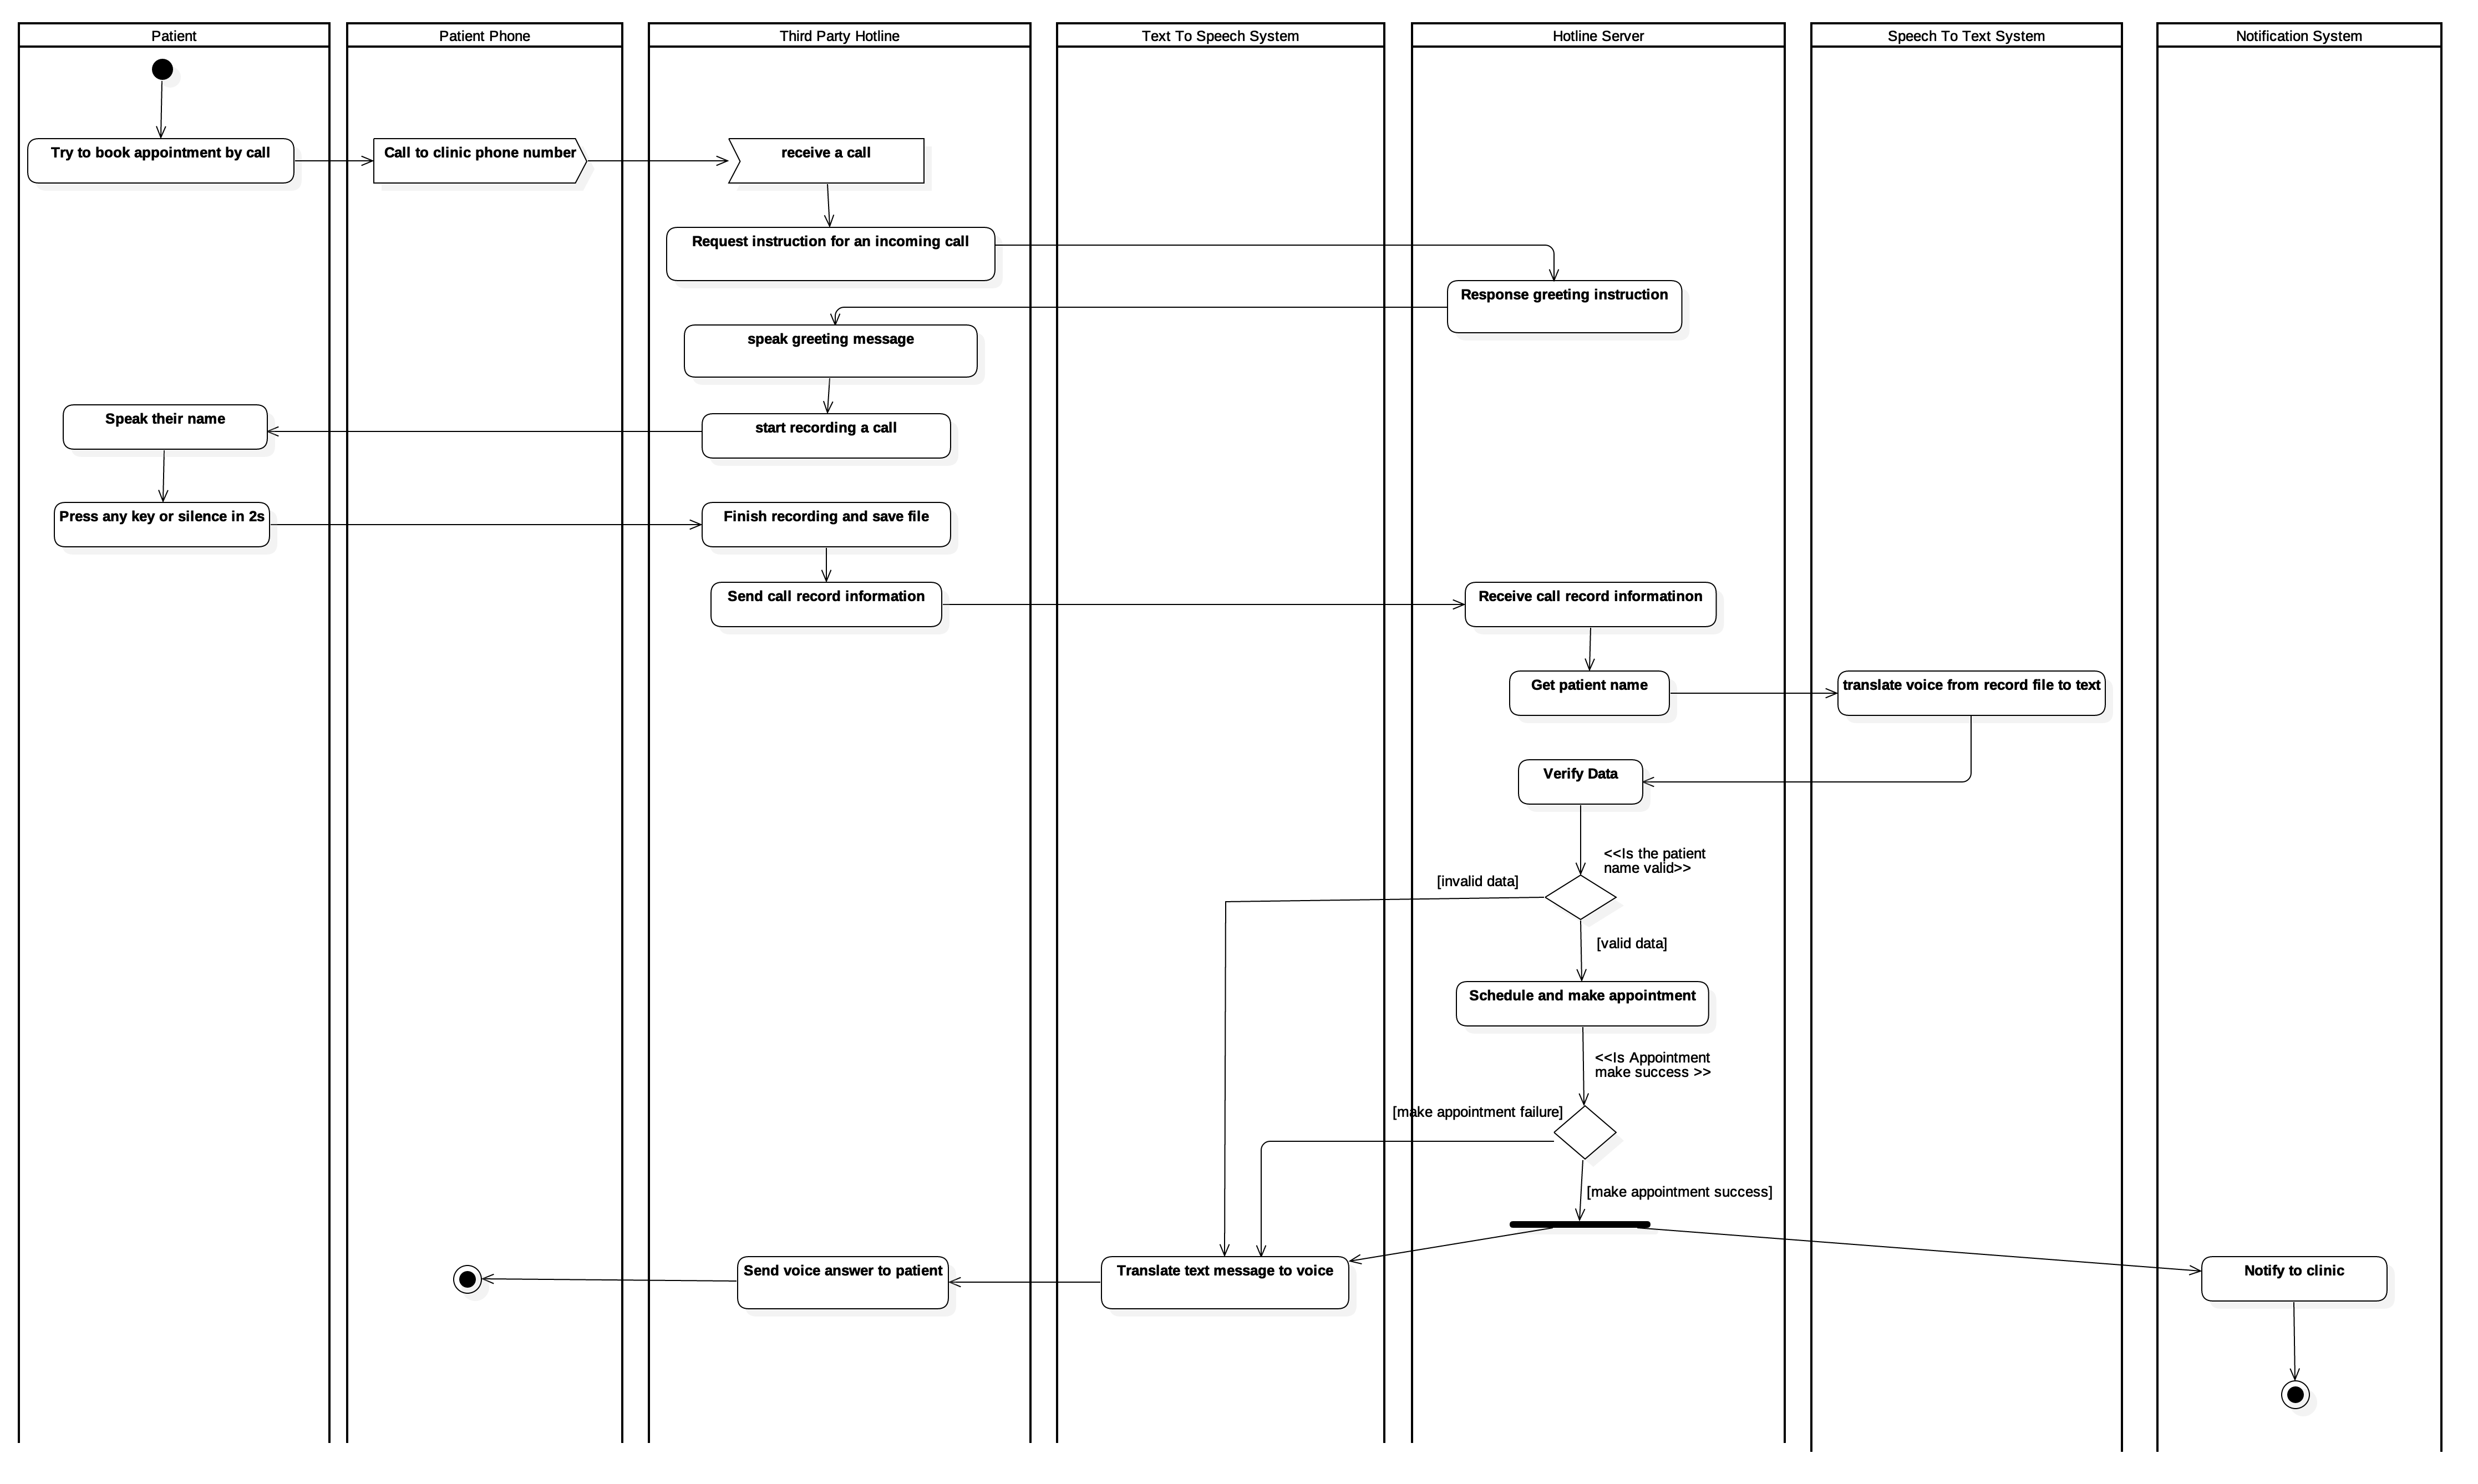 Patient
Patient Phone
Third Party Hotline
Text To Speech System
Hotline Server
Speech To Text System
Notification System
Try to book appointment by call
Call to clinic phone number
receive a call
Request instruction for an incoming call
Response greeting instruction
speak greeting message
Speak their name
start recording a call
Press any key or silence in 2s
Finish recording and save file
Send call record information
Receive call record informatinon
Get patient name
translate voice from record file to text
Verify Data
<<Is the patient
name valid>>
[invalid data]
[valid data]
Schedule and make appointment
<<Is Appointment
make success >>
[make appointment failure]
[make appointment success]
Send voice answer to patient
Translate text message to voice
Notify to clinic